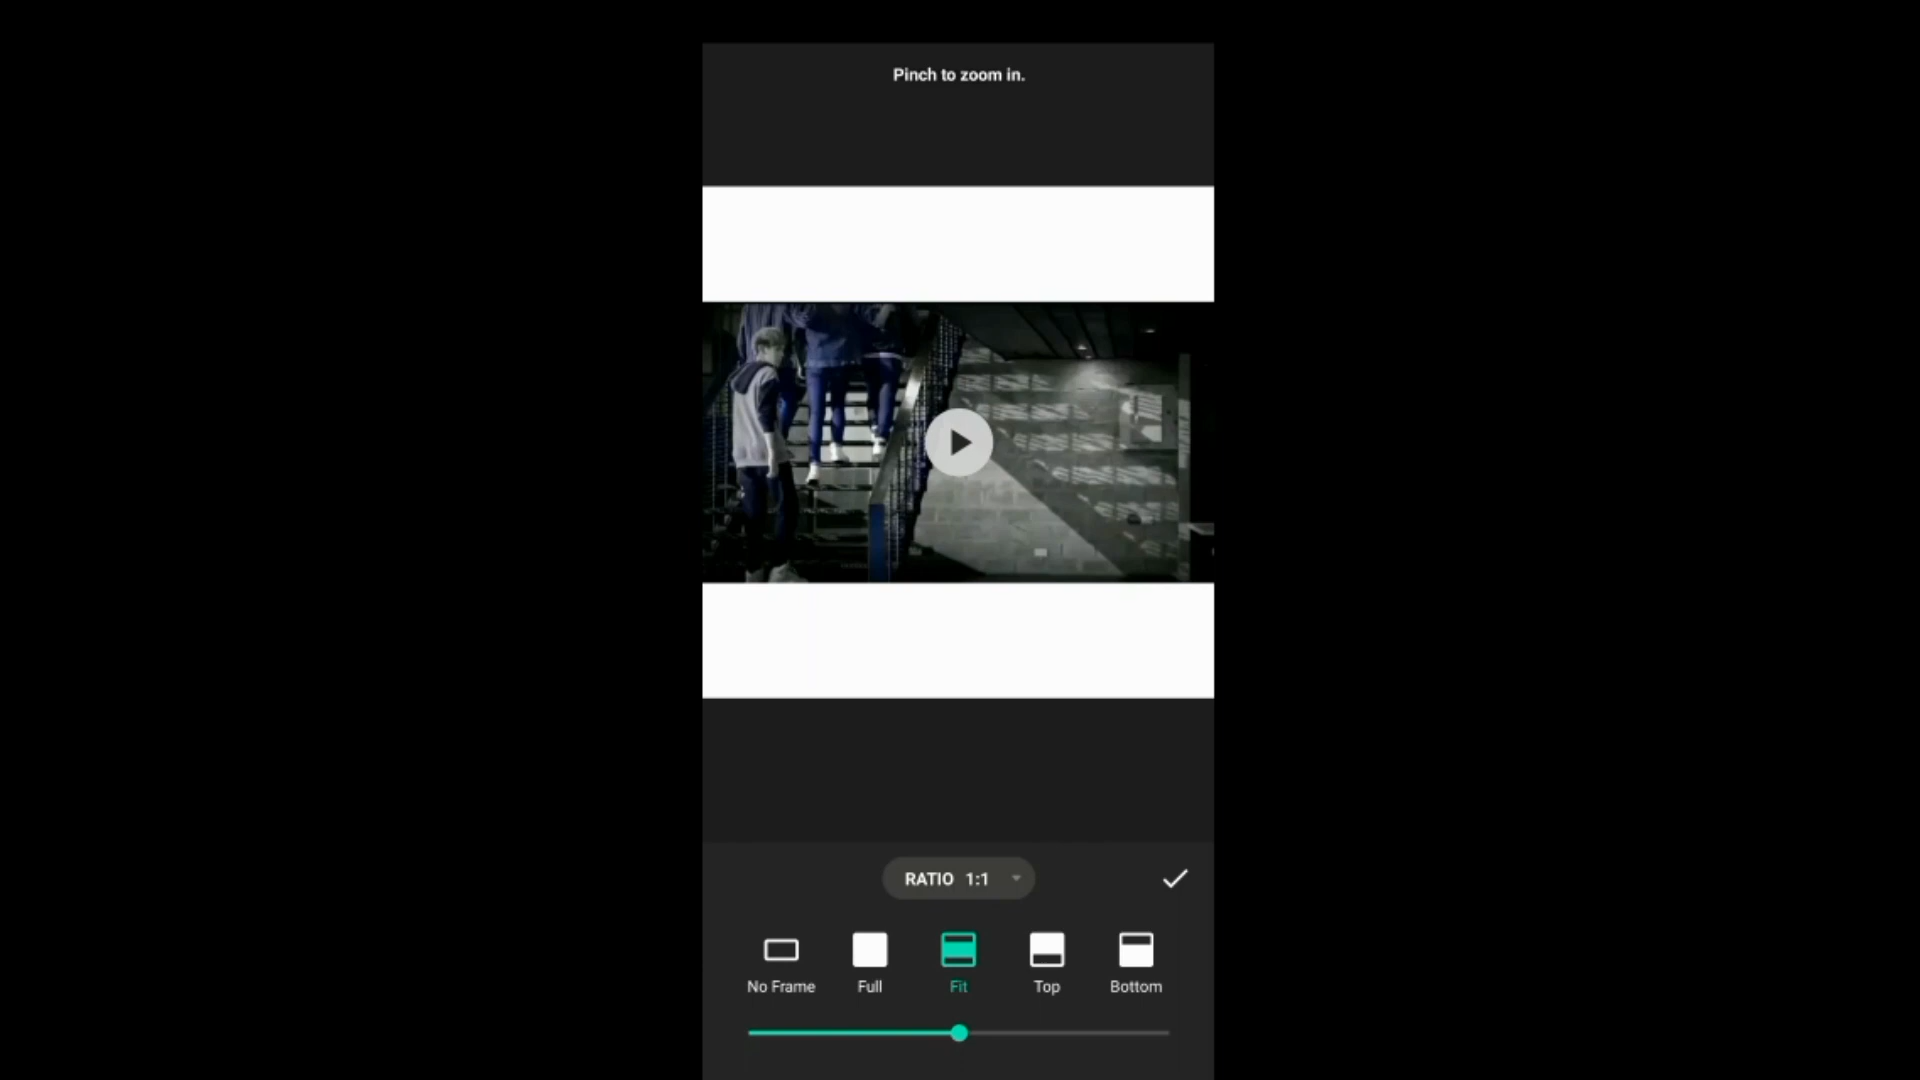 Pinch to zoom in.
RATIO 1:1
No Frame
Full
Fit
Top
Bottom